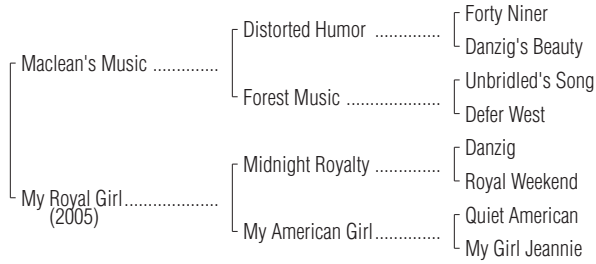 Forty Niner
Distorted Humor ..............
Danzig's Beauty
Maclean's Music ..............
Unbridled's Song
Forest Music ....................
Defer West
Danzig
Midnight Royalty ..............
Royal Weekend
My Royal Girl....................
(2005)
Quiet American
My American Girl..............
My Girl Jeannie